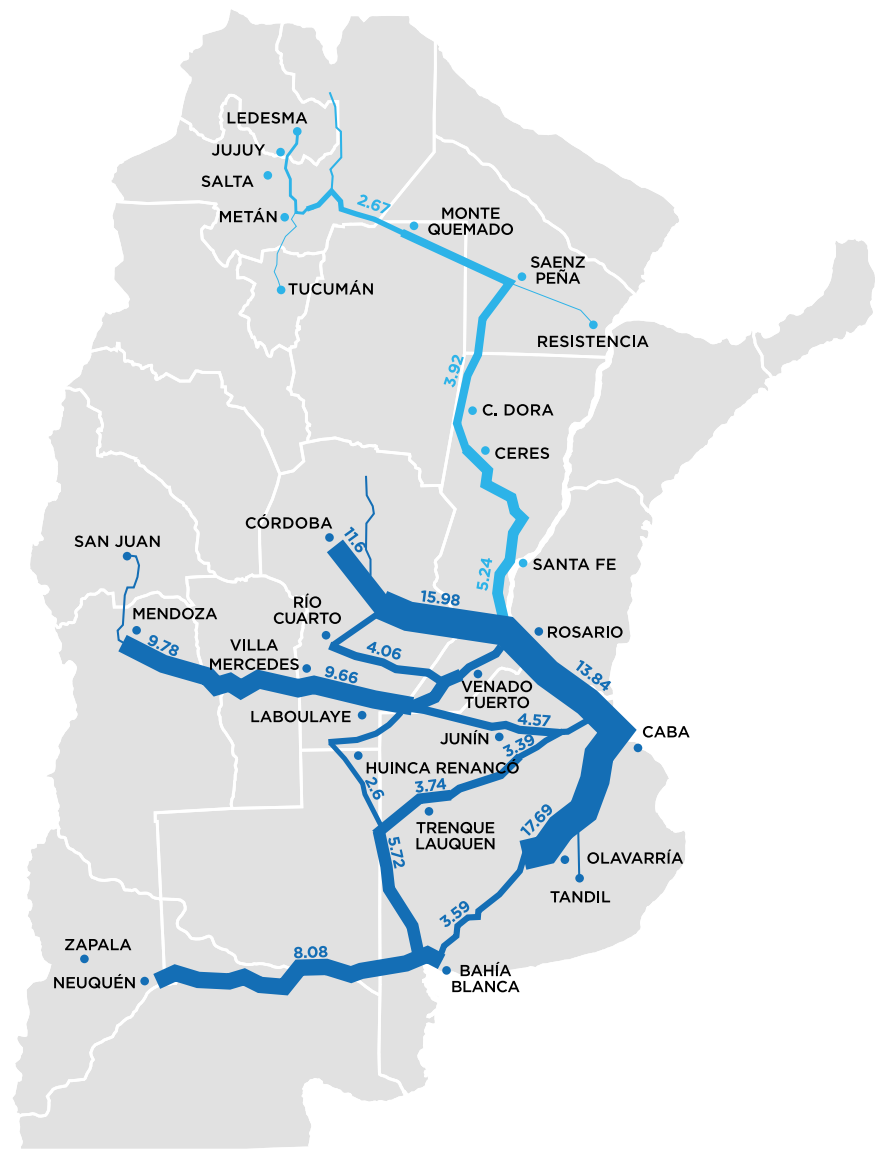 LEDESMA
JUJUY
SALTA
METÁN
2.67
MONTE
QUEMADO
SAENZ
PEÑA
TUCUMÁN
RESISTENCIA
3.92
C. DORA
CERES
CÓRDOBA
11.6
SAN JUAN
SANTA FE
5.24
15.98
RÍO
CUARTO
MENDOZA
ROSARIO
9.78
VILLA
MERCEDES
4.06
9.66
13.84
VENADO
TUERTO
LABOULAYE
4.57
JUNÍN
3.39
CABA
HUINCA RENANCÓ
2.6
3.74
TRENQUE
LAUQUEN
17.69
5.72
OLAVARRÍA
TANDIL
3.59
ZAPALA
8.08
NEUQUÉN
BAHÍA
BLANCA